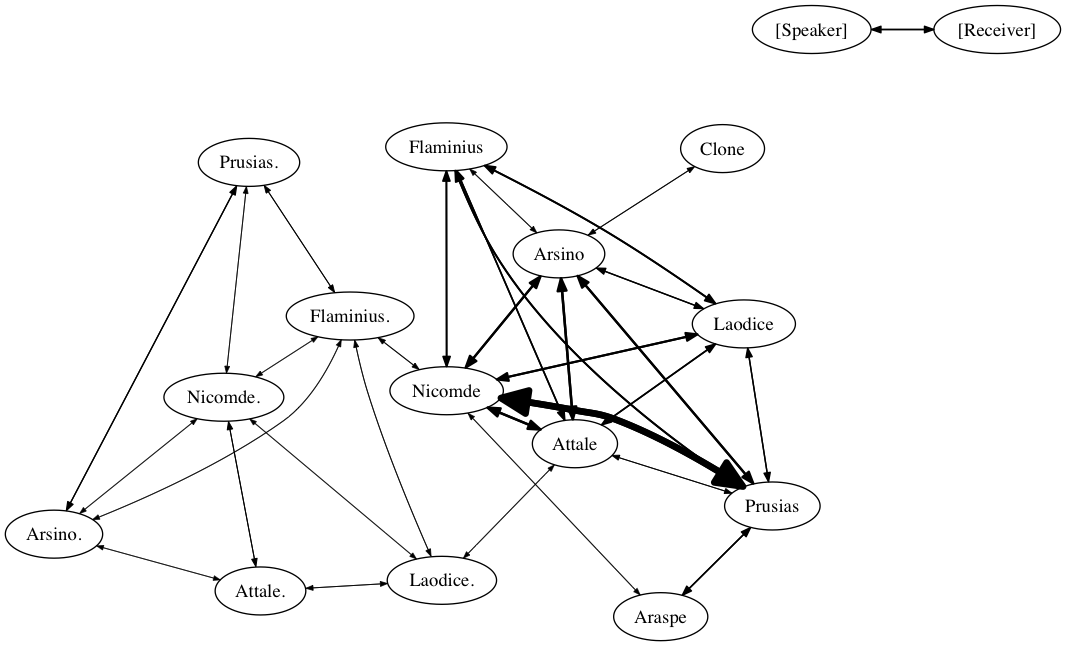 [Speaker] [Receiver]
Flaminius
Clone
Prusias.
Arsino
Flaminius.
Laodice
Nicomde
Nicomde.
Attale
Prusias
Arsino.
Laodice.
Attale.
Araspe